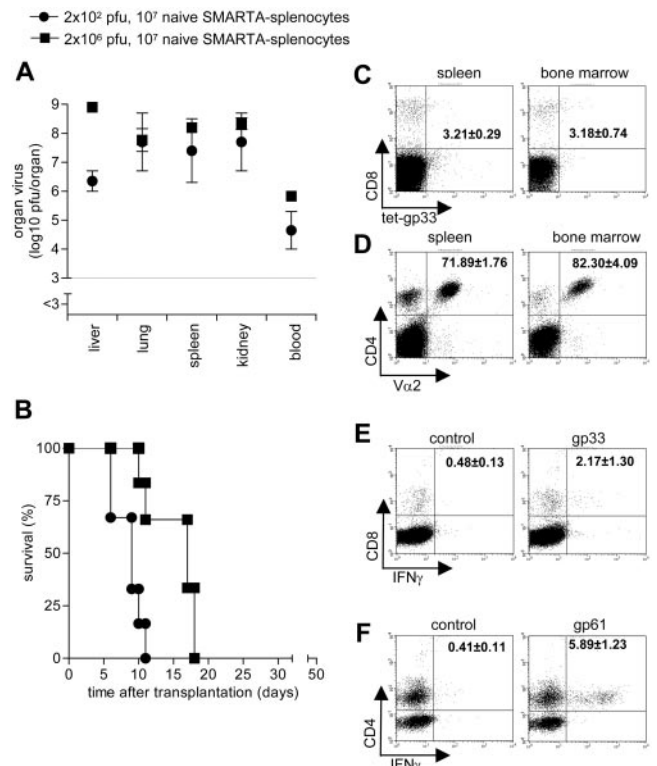 2x10² pfu, 10⁷ naive SMARTA-splenocytes
2x10⁶ pfu, 10⁷ naive SMARTA-splenocytes
A
organ virus
(log10 pfu/organ)
9
8
7
6
5
4
3
<3
liver
lung
spleen
kidney
blood
B
survival (%)
100
75
50
25
0
0 10 20 30 50
time after transplantation (days)
C
spleen
bone marrow
3.21±0.29
3.18±0.74
CD8
tet-gp33
D
spleen
bone marrow
71.89±1.76
82.30±4.09
CD4
Vα2
E
control
gp33
0.48±0.13
2.17±1.30
CD8
IFNγ
F
control
gp61
0.41±0.11
5.89±1.23
CD4
IFNγ